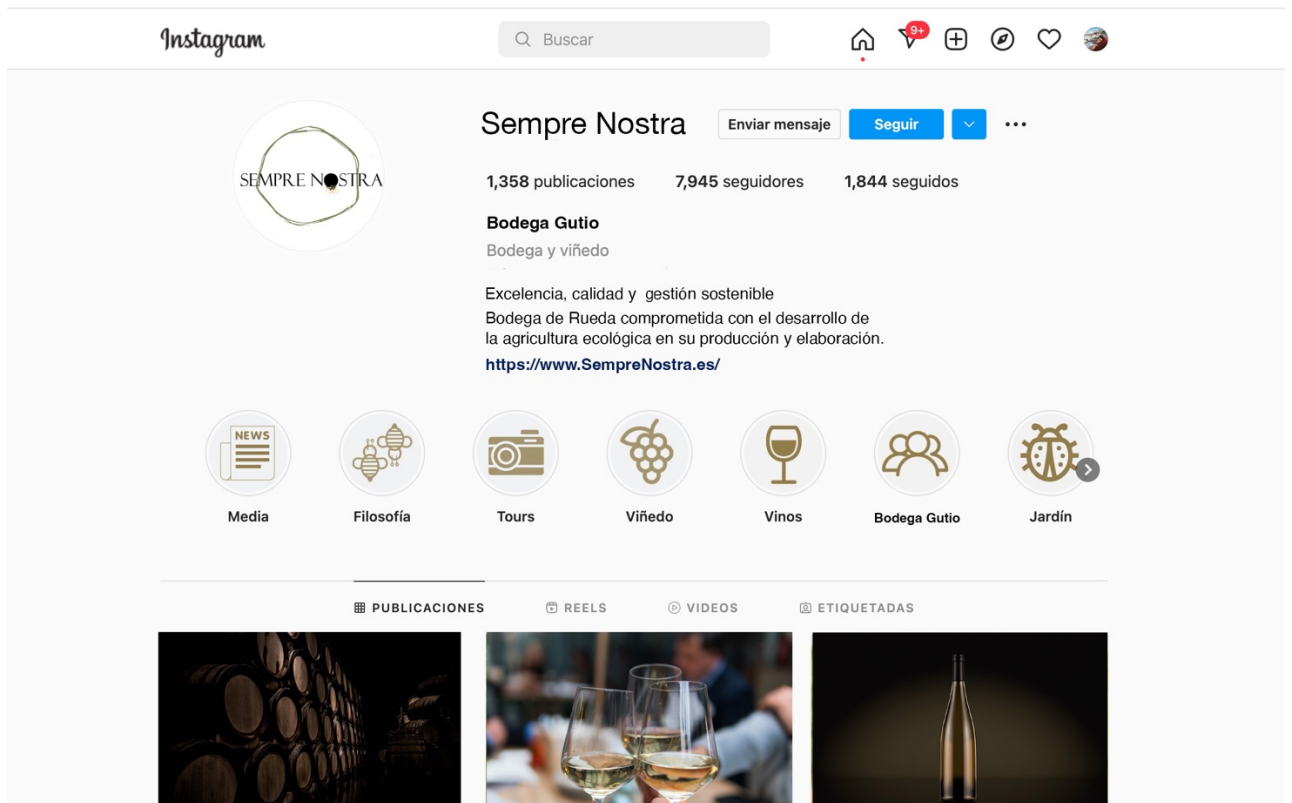 Instagram
Buscar
9+
SEMPRE NOSTRA
Sempre Nostra
Enviar mensaje
Seguir
1,358 publicaciones 7,945 seguidores 1,844 seguidos
Bodega Gutio
Bodega y viñedo
Excelencia, calidad y gestión sostenible
Bodega de Rueda comprometida con el desarrollo de
la agricultura ecológica en su producción y elaboración.
https://www.SempreNostra.es/
NEWS
Media Filosofía Tours Viñedo Vinos Bodega Gutio Jardín
PUBLICACIONES REELS VIDEOS ETIQUETADAS